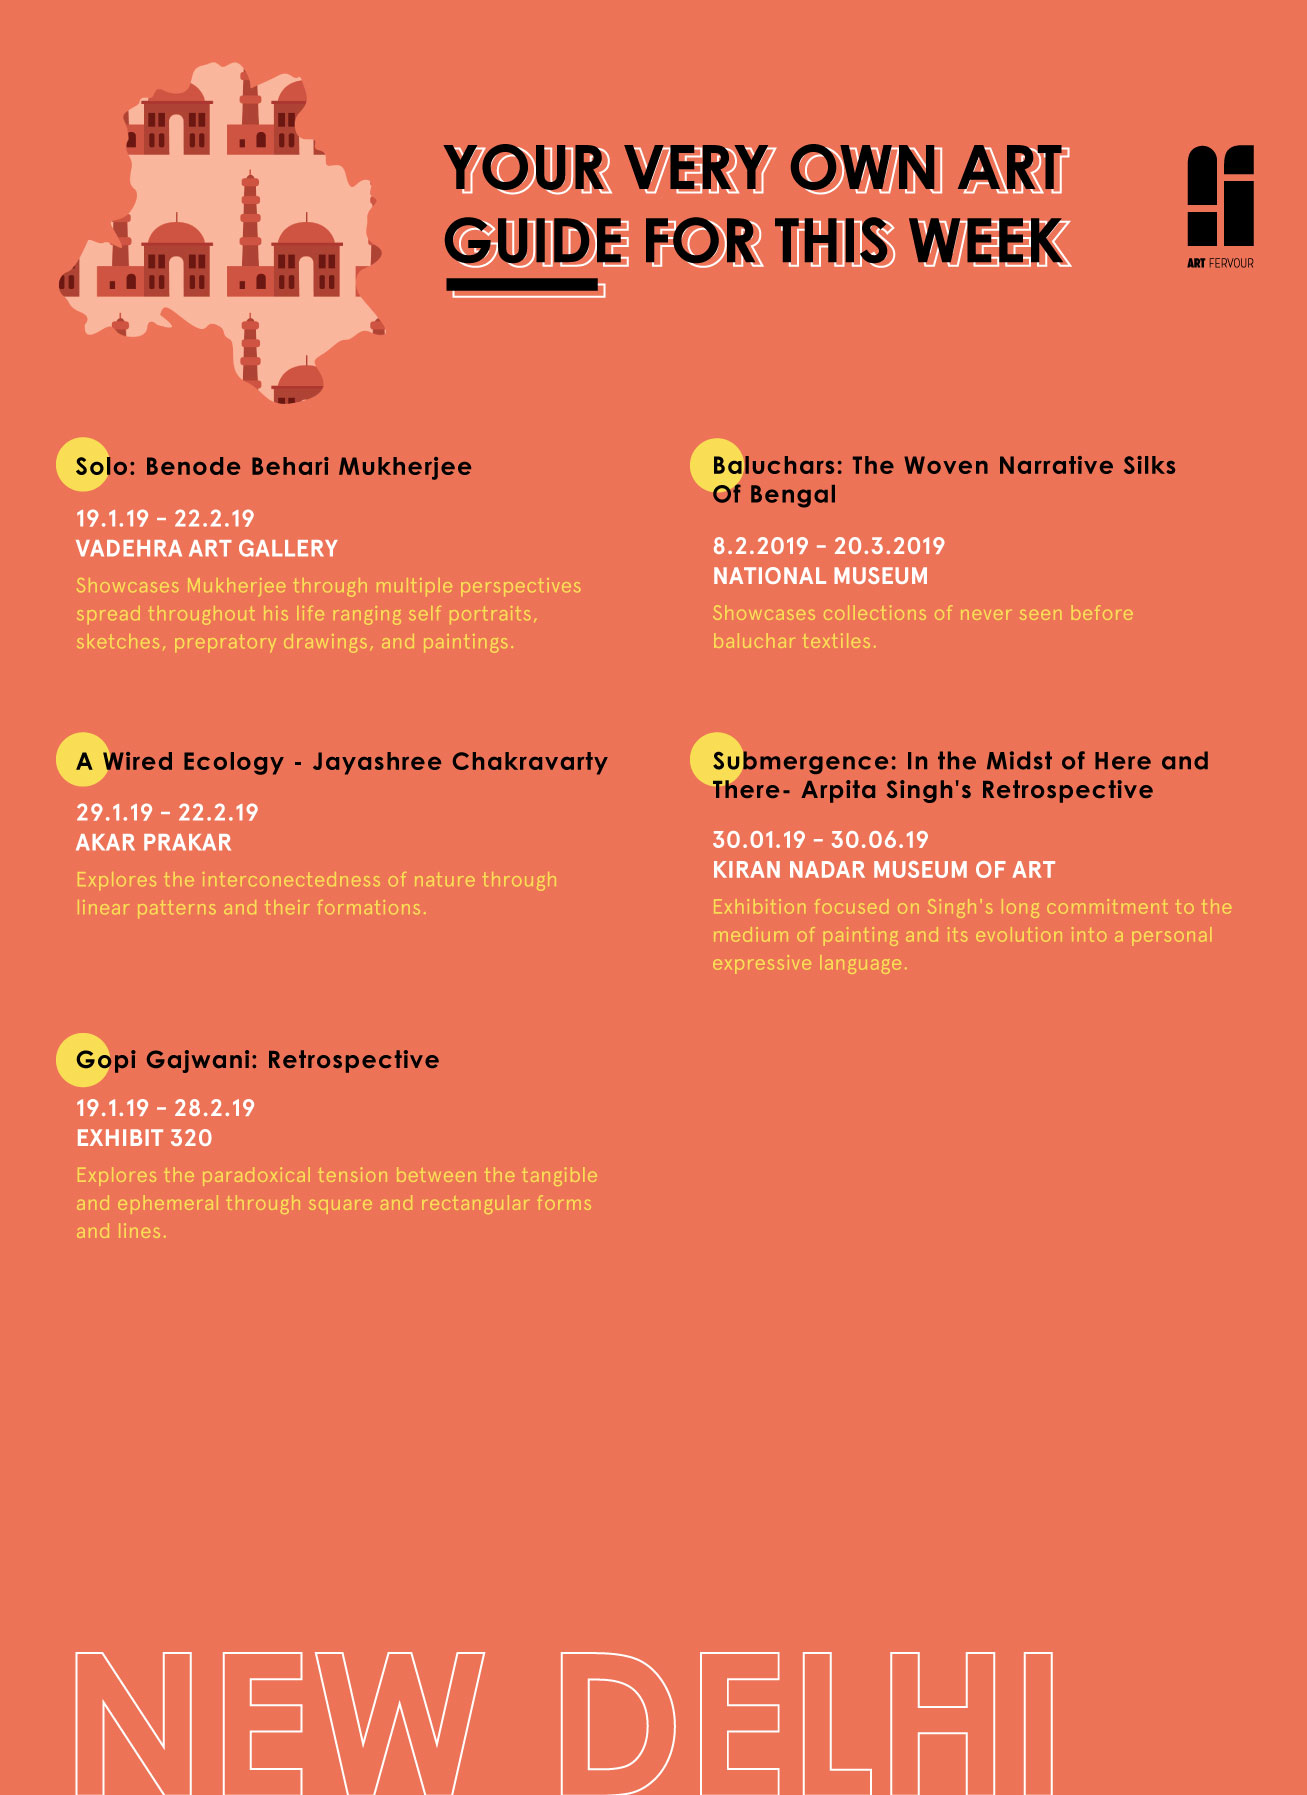 YOUR VERY OWN ART
GUIDE FOR THIS WEEK
ART FERVOUR
Solo: Benode Behari Mukherjee
19.1.19 - 22.2.19
VADEHRA ART GALLERY
Showcases Mukherjee through multiple perspectives
spread throughout his life ranging self portraits,
sketches, prepratory drawings, and paintings.
Baluchars: The Woven Narrative Silks
Of Bengal
8.2.2019 - 20.3.2019
NATIONAL MUSEUM
Showcases collections of never seen before
baluchar textiles.
A Wired Ecology - Jayashree Chakravarty
29.1.19 - 22.2.19
AKAR PRAKAR
Explores the interconectedness of nature through
linear patterns and their formations.
Submergence: In the Midst of Here and
There- Arpita Singh's Retrospective
30.01.19 - 30.06.19
KIRAN NADAR MUSEUM OF ART
Exhibition focused on Singh's long commitment to the
medium of painting and its evolution into a personal
expressive language.
Gopi Gajwani: Retrospective
19.1.19 - 28.2.19
EXHIBIT 320
Explores the paradoxical tension between the tangible
and ephemeral through square and rectangular forms
and lines.
NEW DELHI